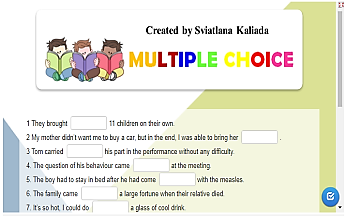 Created by Sviatlana Kaliada
MULTIPLE CHOICE
1 They brought 11 children on their own.
2 My mother didn't want me to buy a car, but in the end, I was able to bring her .
3 Tom carried his part in the performance without any difficulty.
4. The question of his behaviour came at the meeting.
5. The boy had to stay in bed after he had come with the measles.
6. The family came a large fortune when their relative died.
7. It's so hot, I could do a glass of cool drink.